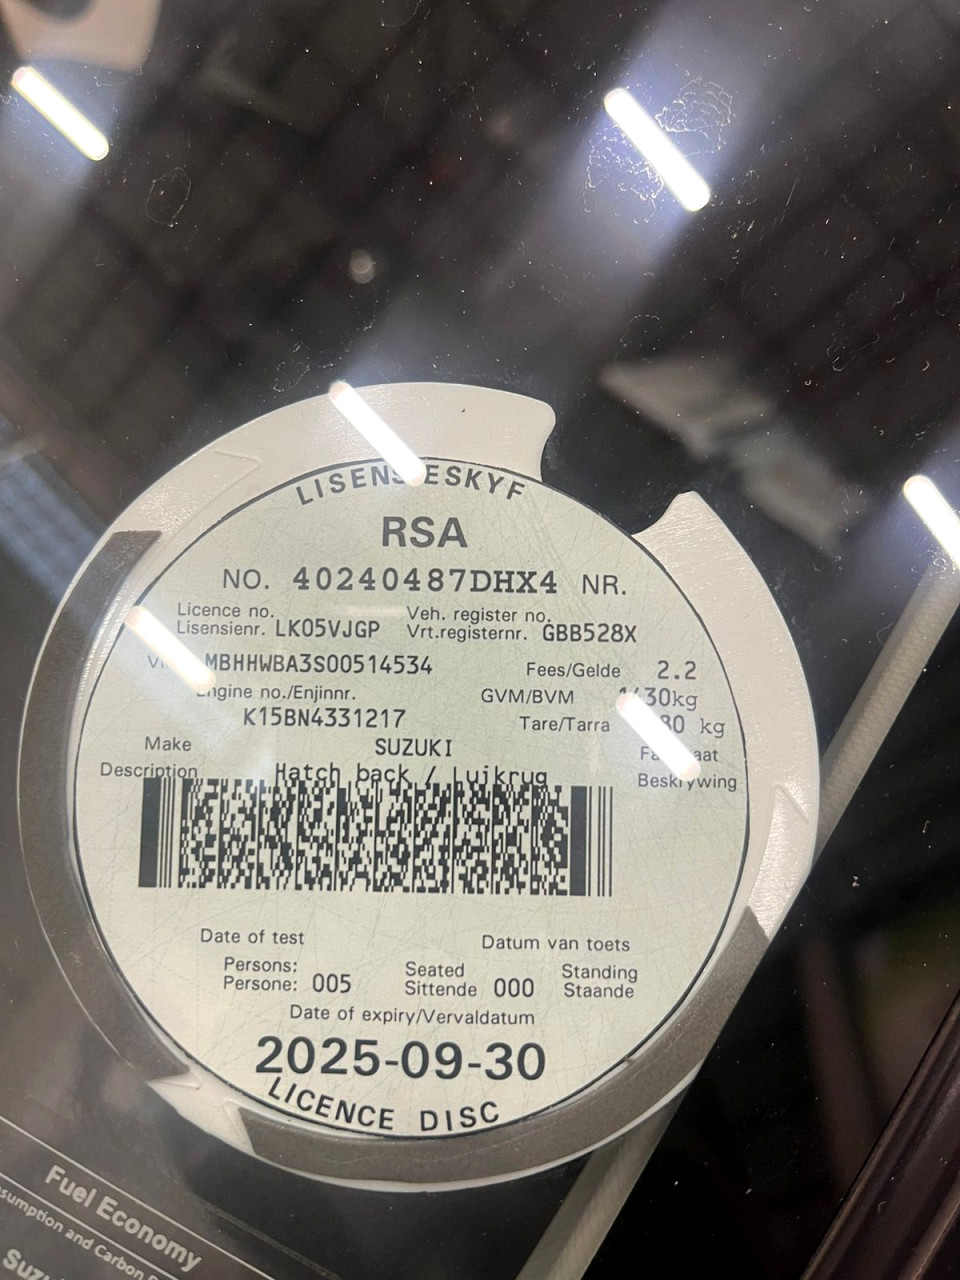 LISENSIESKYF
RSA
NO. 40240487DHX4 NR.
Licence no. Veh. register no.
Lisensienr. LK05VJGP Vrt.registernr. GBB528X
MBHHWBA3S00514534 Fees/Gelde 2.2
Engine no./Enjinnr. GVM/BVM
K15BN4331217 Tare/Tarra kg
Make SUZUKI
Description Hatch back / Luikrug Beskrywing
Date of test Datum van toets
Persons: Seated Standing
Persone: 005 Sittende 000 Staande
Date of expiry/Vervaldatum
2025-09-30
LICENCE DISC
Fuel Economy
and Carbon